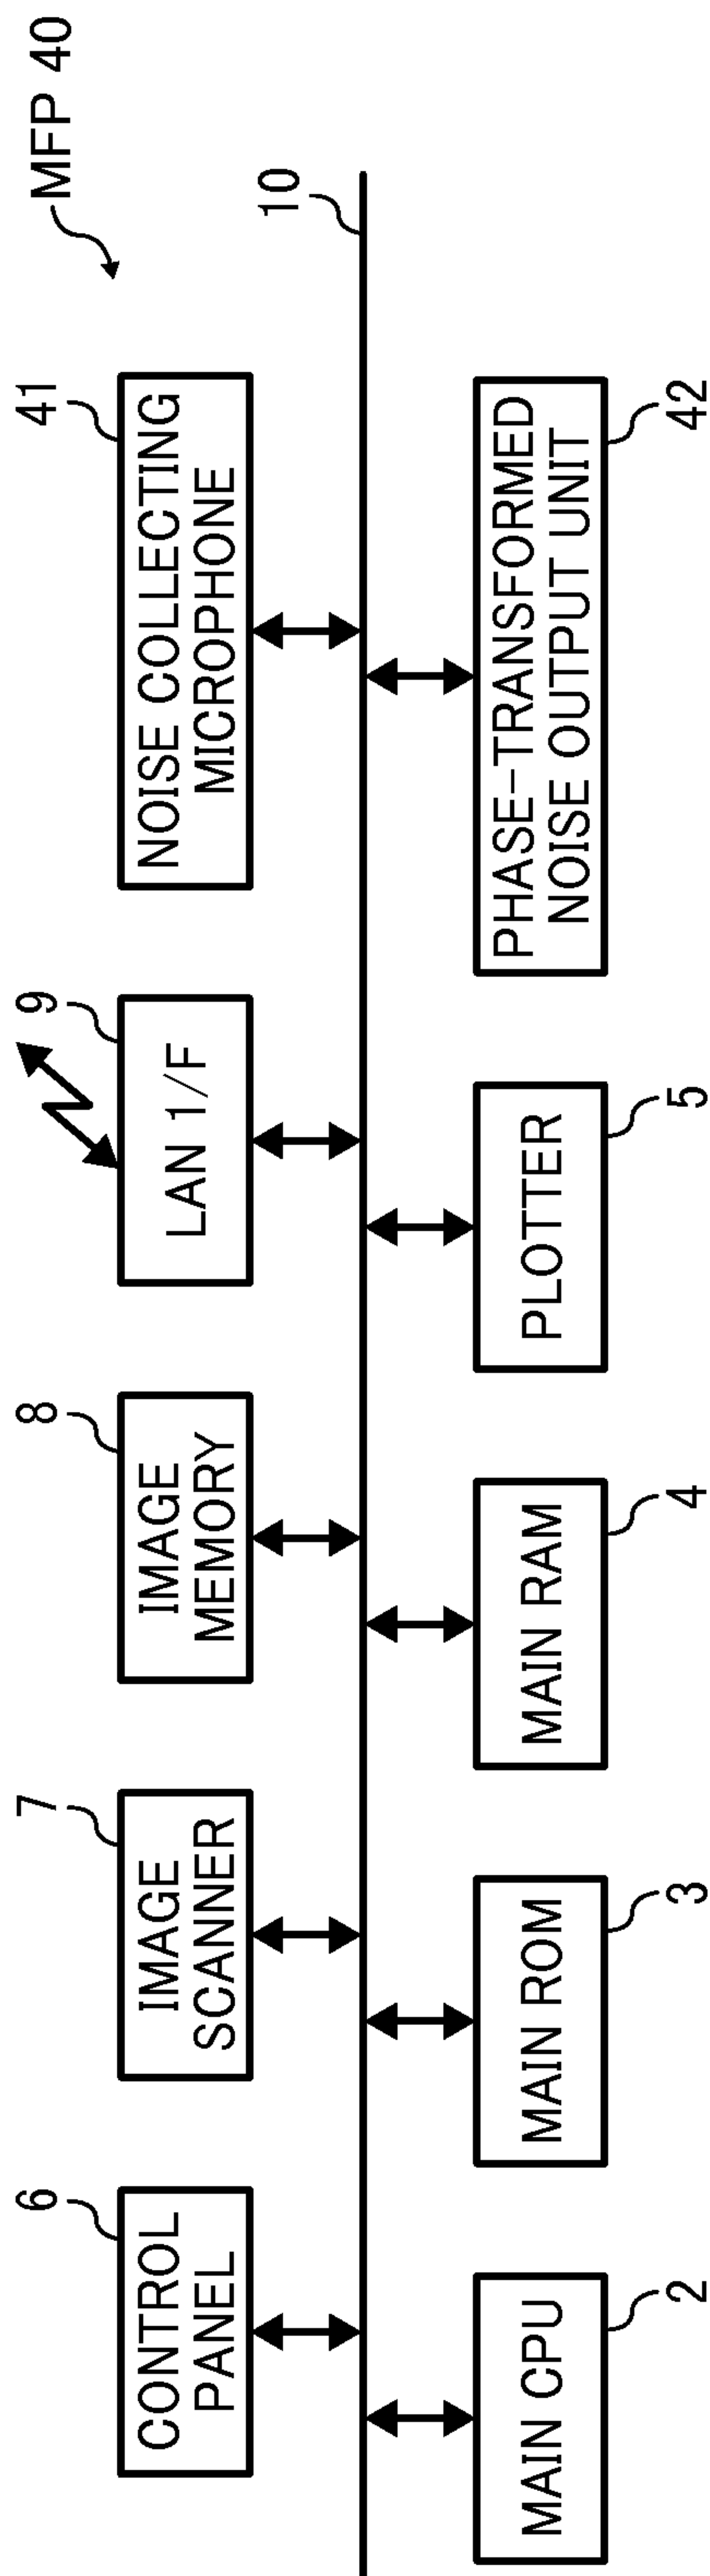 MFP 40
6
7
8
9
41
CONTROL
PANEL
IMAGE
SCANNER
IMAGE
MEMORY
LAN 1/F
NOISE COLLECTING
MICROPHONE
10
MAIN CPU
MAIN ROM
MAIN RAM
PLOTTER
PHASE-TRANSFORMED
NOISE OUTPUT UNIT
2
3
4
5
42